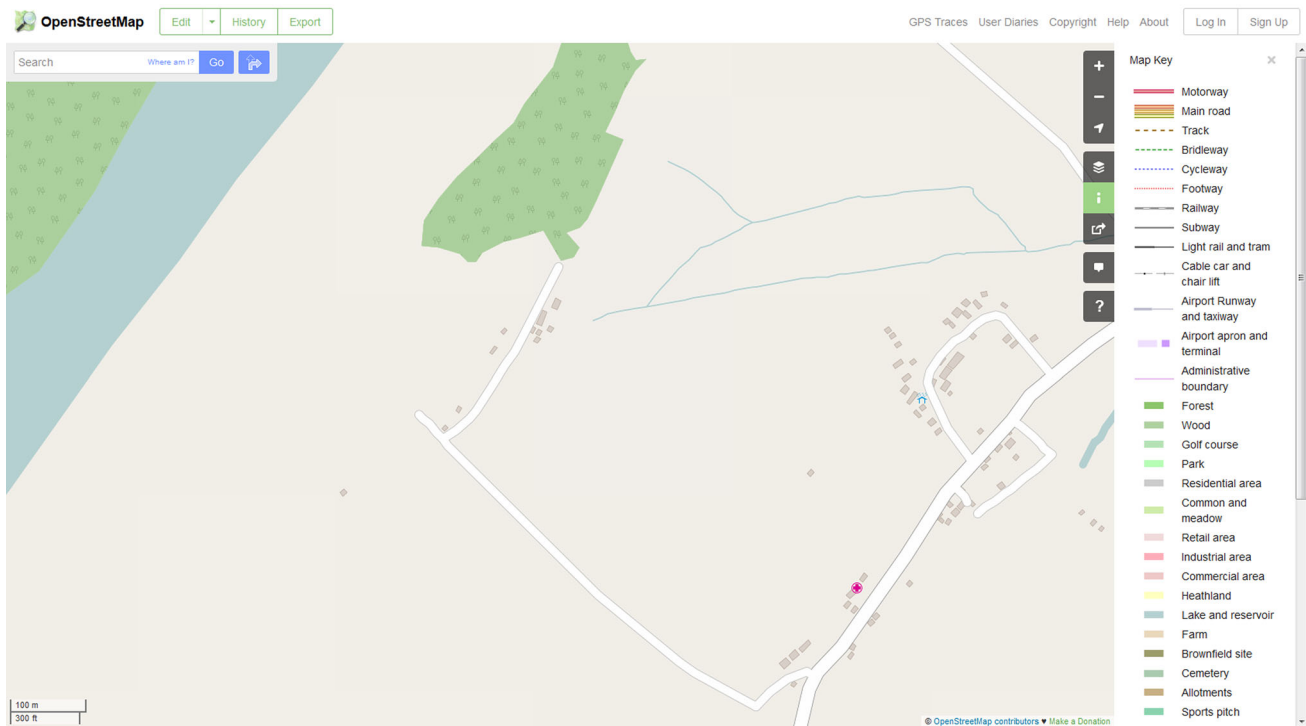 OpenStreetMap Edit History Export GPS Traces User Diaries Copyright Help About Log In Sign Up
Search Where am I? Go
Map Key ×
Motorway
Main road
Track
Bridleway
Cycleway
Footway
Railway
Subway
Light rail and tram
Cable car and
chair lift
Airport Runway
and taxiway
Airport apron and
terminal
Administrative
boundary
Forest
Wood
Golf course
Park
Residential area
Common and
meadow
Retail area
Industrial area
Commercial area
Heathland
Lake and reservoir
Farm
Brownfield site
Cemetery
Allotments
Sports pitch
100 m
300 ft
© OpenStreetMap contributors ♥ Make a Donation